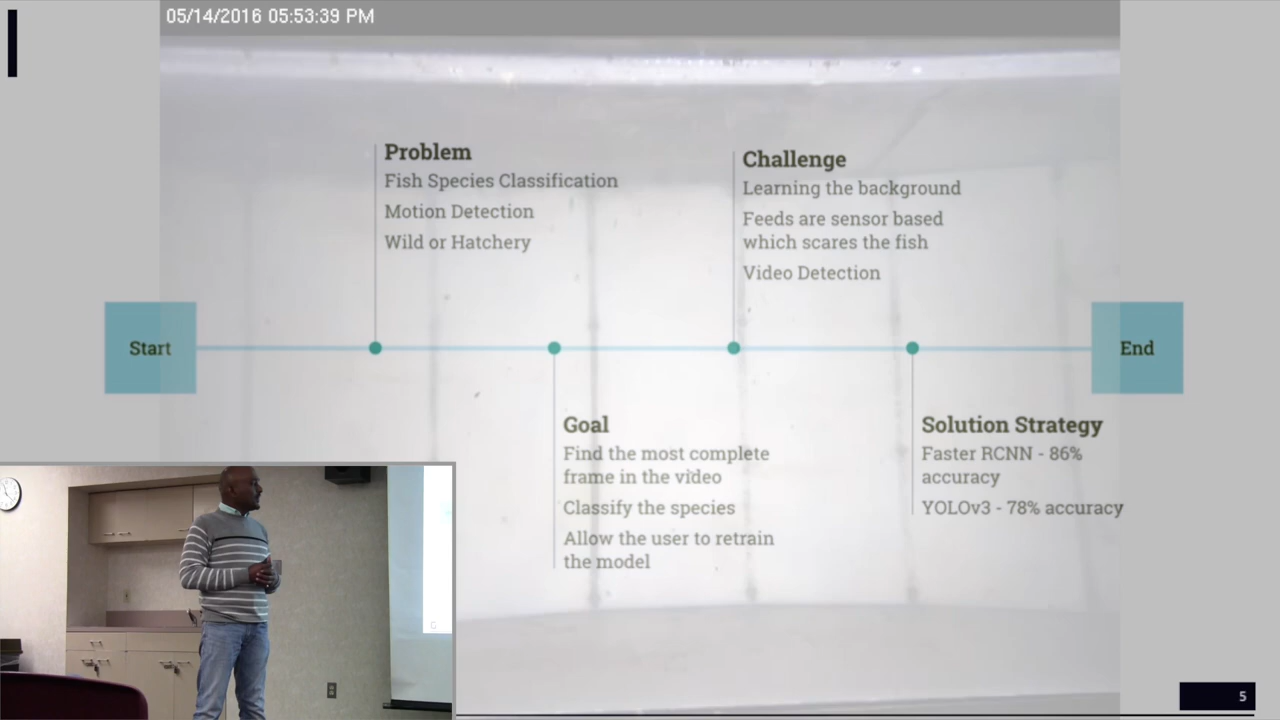 05/14/2016 05:53:39 PM
Problem
Fish Species Classification
Motion Detection
Wild or Hatchery
Challenge
Learning the background
Feeds are sensor based
which scares the fish
Video Detection
Start
End
Goal
Find the most complete
frame in the video
Classify the species
Allow the user to retrain
the model
Solution Strategy
Faster RCNN - 86%
accuracy
YOLOv3 - 78% accuracy
5